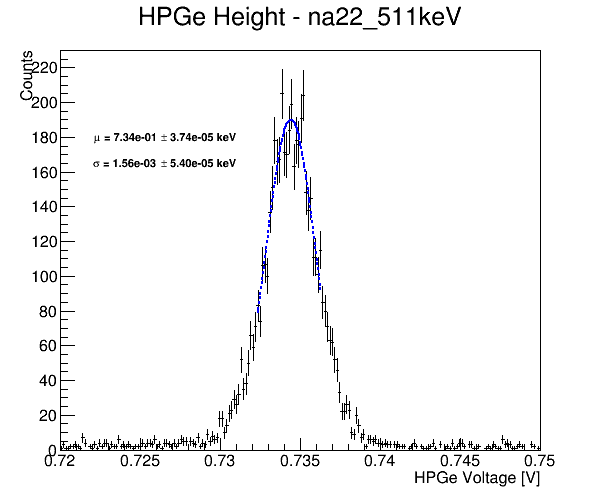 HPGe Height - na22_511keV
Counts
220
200
180
160
140
120
100
80
60
40
20
0
μ = 7.34e-01 ± 3.74e-05 keV
σ = 1.56e-03 ± 5.40e-05 keV
0.72 0.725 0.73 0.735 0.74 0.745 0.75
HPGe Voltage [V]